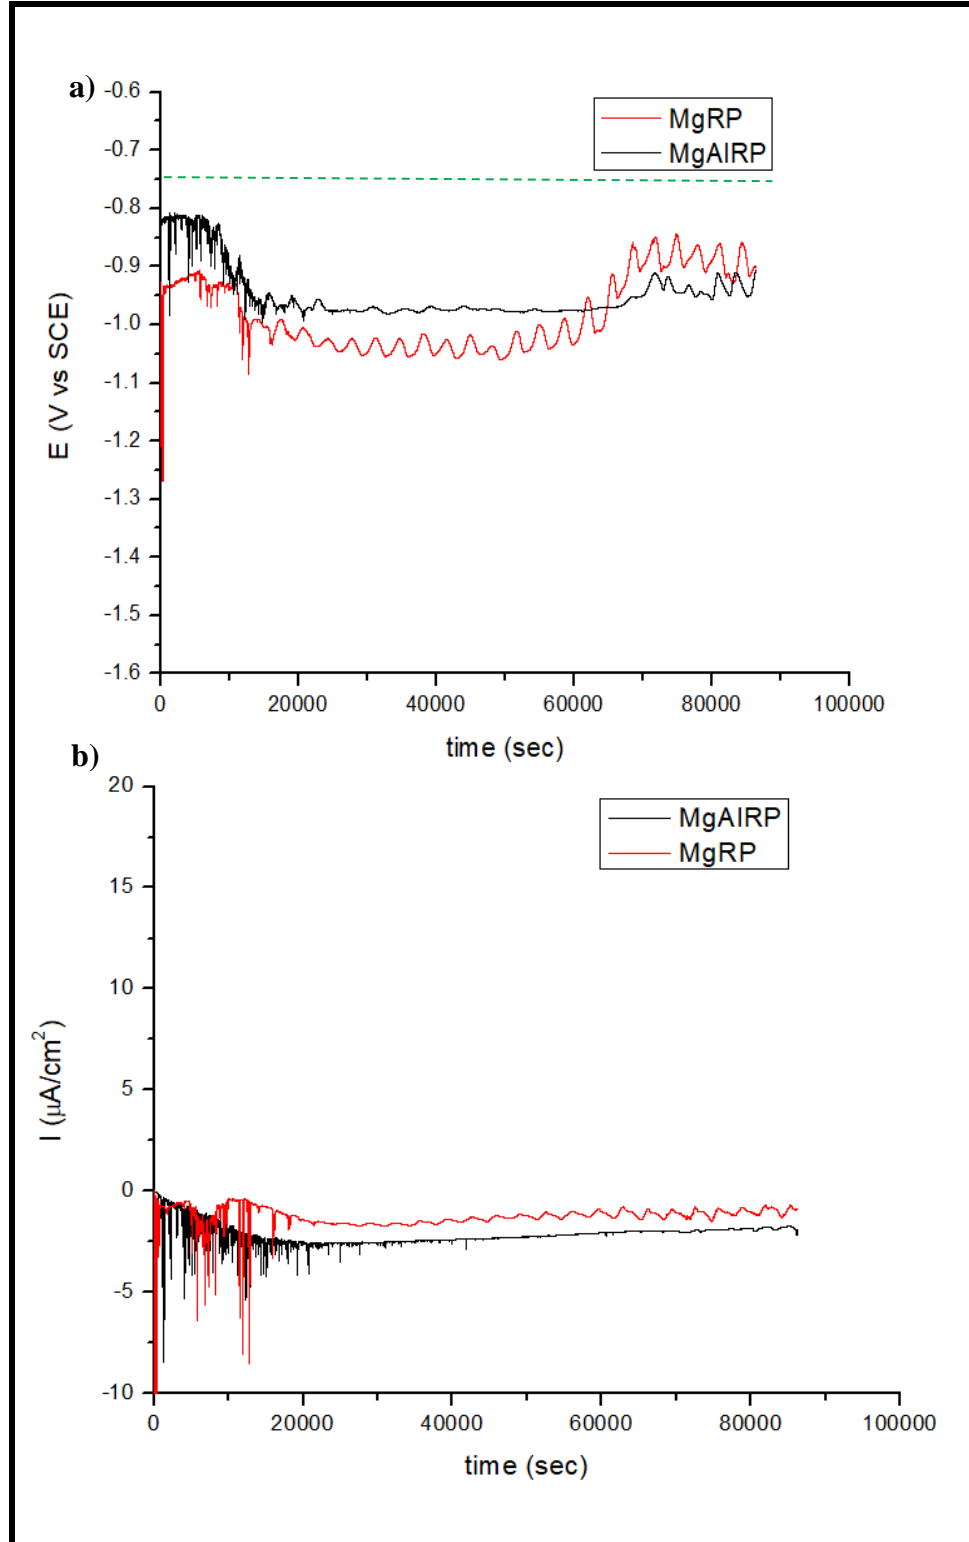 a)
-0.6
-0.7
-0.8
-0.9
-1.0
-1.1
-1.2
-1.3
-1.4
-1.5
-1.6
E (V vs SCE)
MgRP
MgAlRP
0 20000 40000 60000 80000 100000
time (sec)
b)
20
15
10
5
0
-5
-10
I (μA/cm²)
MgAlRP
MgRP
0 20000 40000 60000 80000 100000
time (sec)